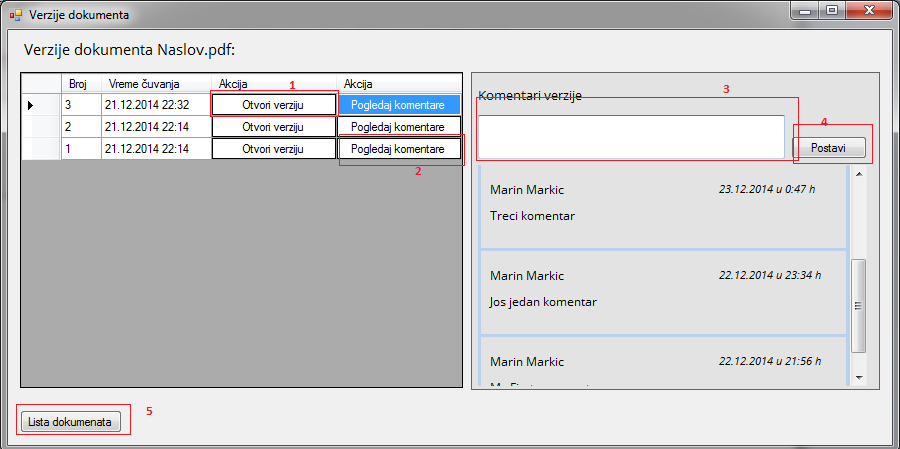 Verzije dokumenta
Verzije dokumenta Naslov.pdf:
Broj Vreme čuvanja Akcija 1 Akcija
3 21.12.2014 22:32 Otvori verziju Pogledaj komentare
2 21.12.2014 22:14 Otvori verziju Pogledaj komentare
1 21.12.2014 22:14 Otvori verziju Pogledaj komentare
2
Komentari verzije 3
4
Postavi
Marin Markic 23.12.2014 u 0:47 h
Treci komentar
Marin Markic 22.12.2014 u 23:34 h
Jos jedan komentar
Marin Markic 22.12.2014 u 21:56 h
Lista dokumenata 5